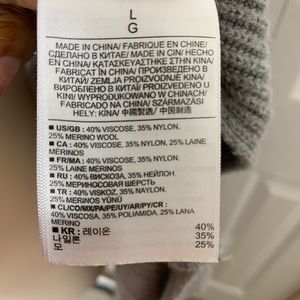 L
G
MADE IN CHINA/ FABRIQUE EN CHINE/
СДЕЛАНО В КИТАЕ/ MADE IN CIN/ HECHO
EN CHINA/ ΚΑΤΑΣΚΕΥΑΣΤΗΚΕ ΣΤΗΝ ΚΙΝΑ/
FABRICAT ÎN CHINA/ ПРОИЗВЕДЕНО В
КИТАЙ/ ZEMLJA PROIZVODNJE: KINA/
ВИРОБЛЕНО В КИТАЇ/ PROIZVEDENO U
KINI/ WYPRODUKOWANO W CHINACH/
FABRICADO NA CHINA/ SZÁRMAZÁSI
HELY: KÍNA/ 中國製造/ 中国制造
US/GB : 40% VISCOSE, 35% NYLON,
25% MERINO WOOL
CA : 40% VISCOSE, 35% NYLON, 25% LAINE
MÉRINOS
FR/MA : 40% VISCOSE, 35% NYLON, 25%
LAINE MÉRINOS
RU : 40% ВИСКОЗА, 35% НЕЙЛОН,
25% МЕРИНОСОВАЯ ШЕРСТЬ
TR : 40% VİSKOZ, 35% NAYLON, 25%
MERİNOS YÜNÜ
CL/CO/MX/PA/PE/UY/AR/PY/CR :
40% VISCOSA, 35% POLIAMIDA, 25% LANA
MERINO
KR : 레이온 40%
나일론 35%
모 25%